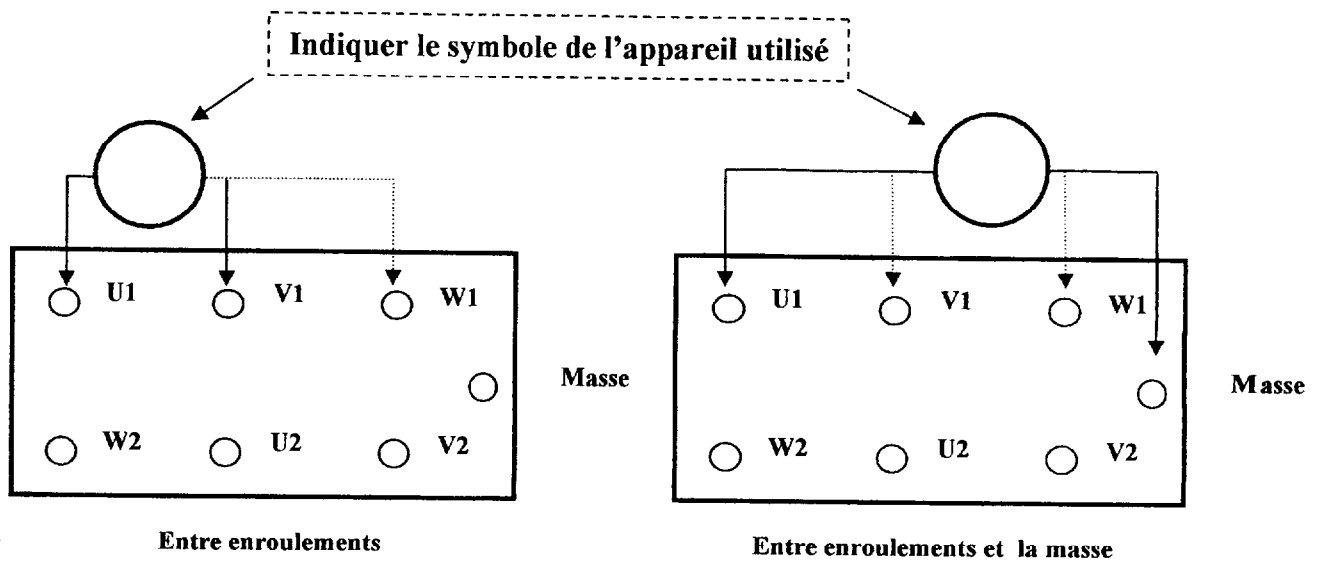 Indiquer le symbole de l'appareil utilisé
U1 V1 W1
Masse
W2 U2 V2
Entre enroulements
U1 V1 W1
Masse
W2 U2 V2
Entre enroulements et la masse